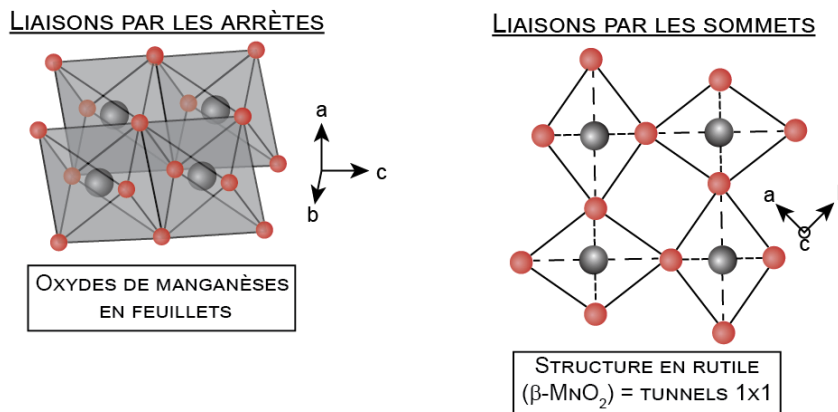 LIAISONS PAR LES ARRÈTES
a
c
b
OXYDES DE MANGANÈSES
EN FEUILLETS
LIAISONS PAR LES SOMMETS
a
c
STRUCTURE EN RUTILE
(β-MNO₂) = TUNNELS 1X1